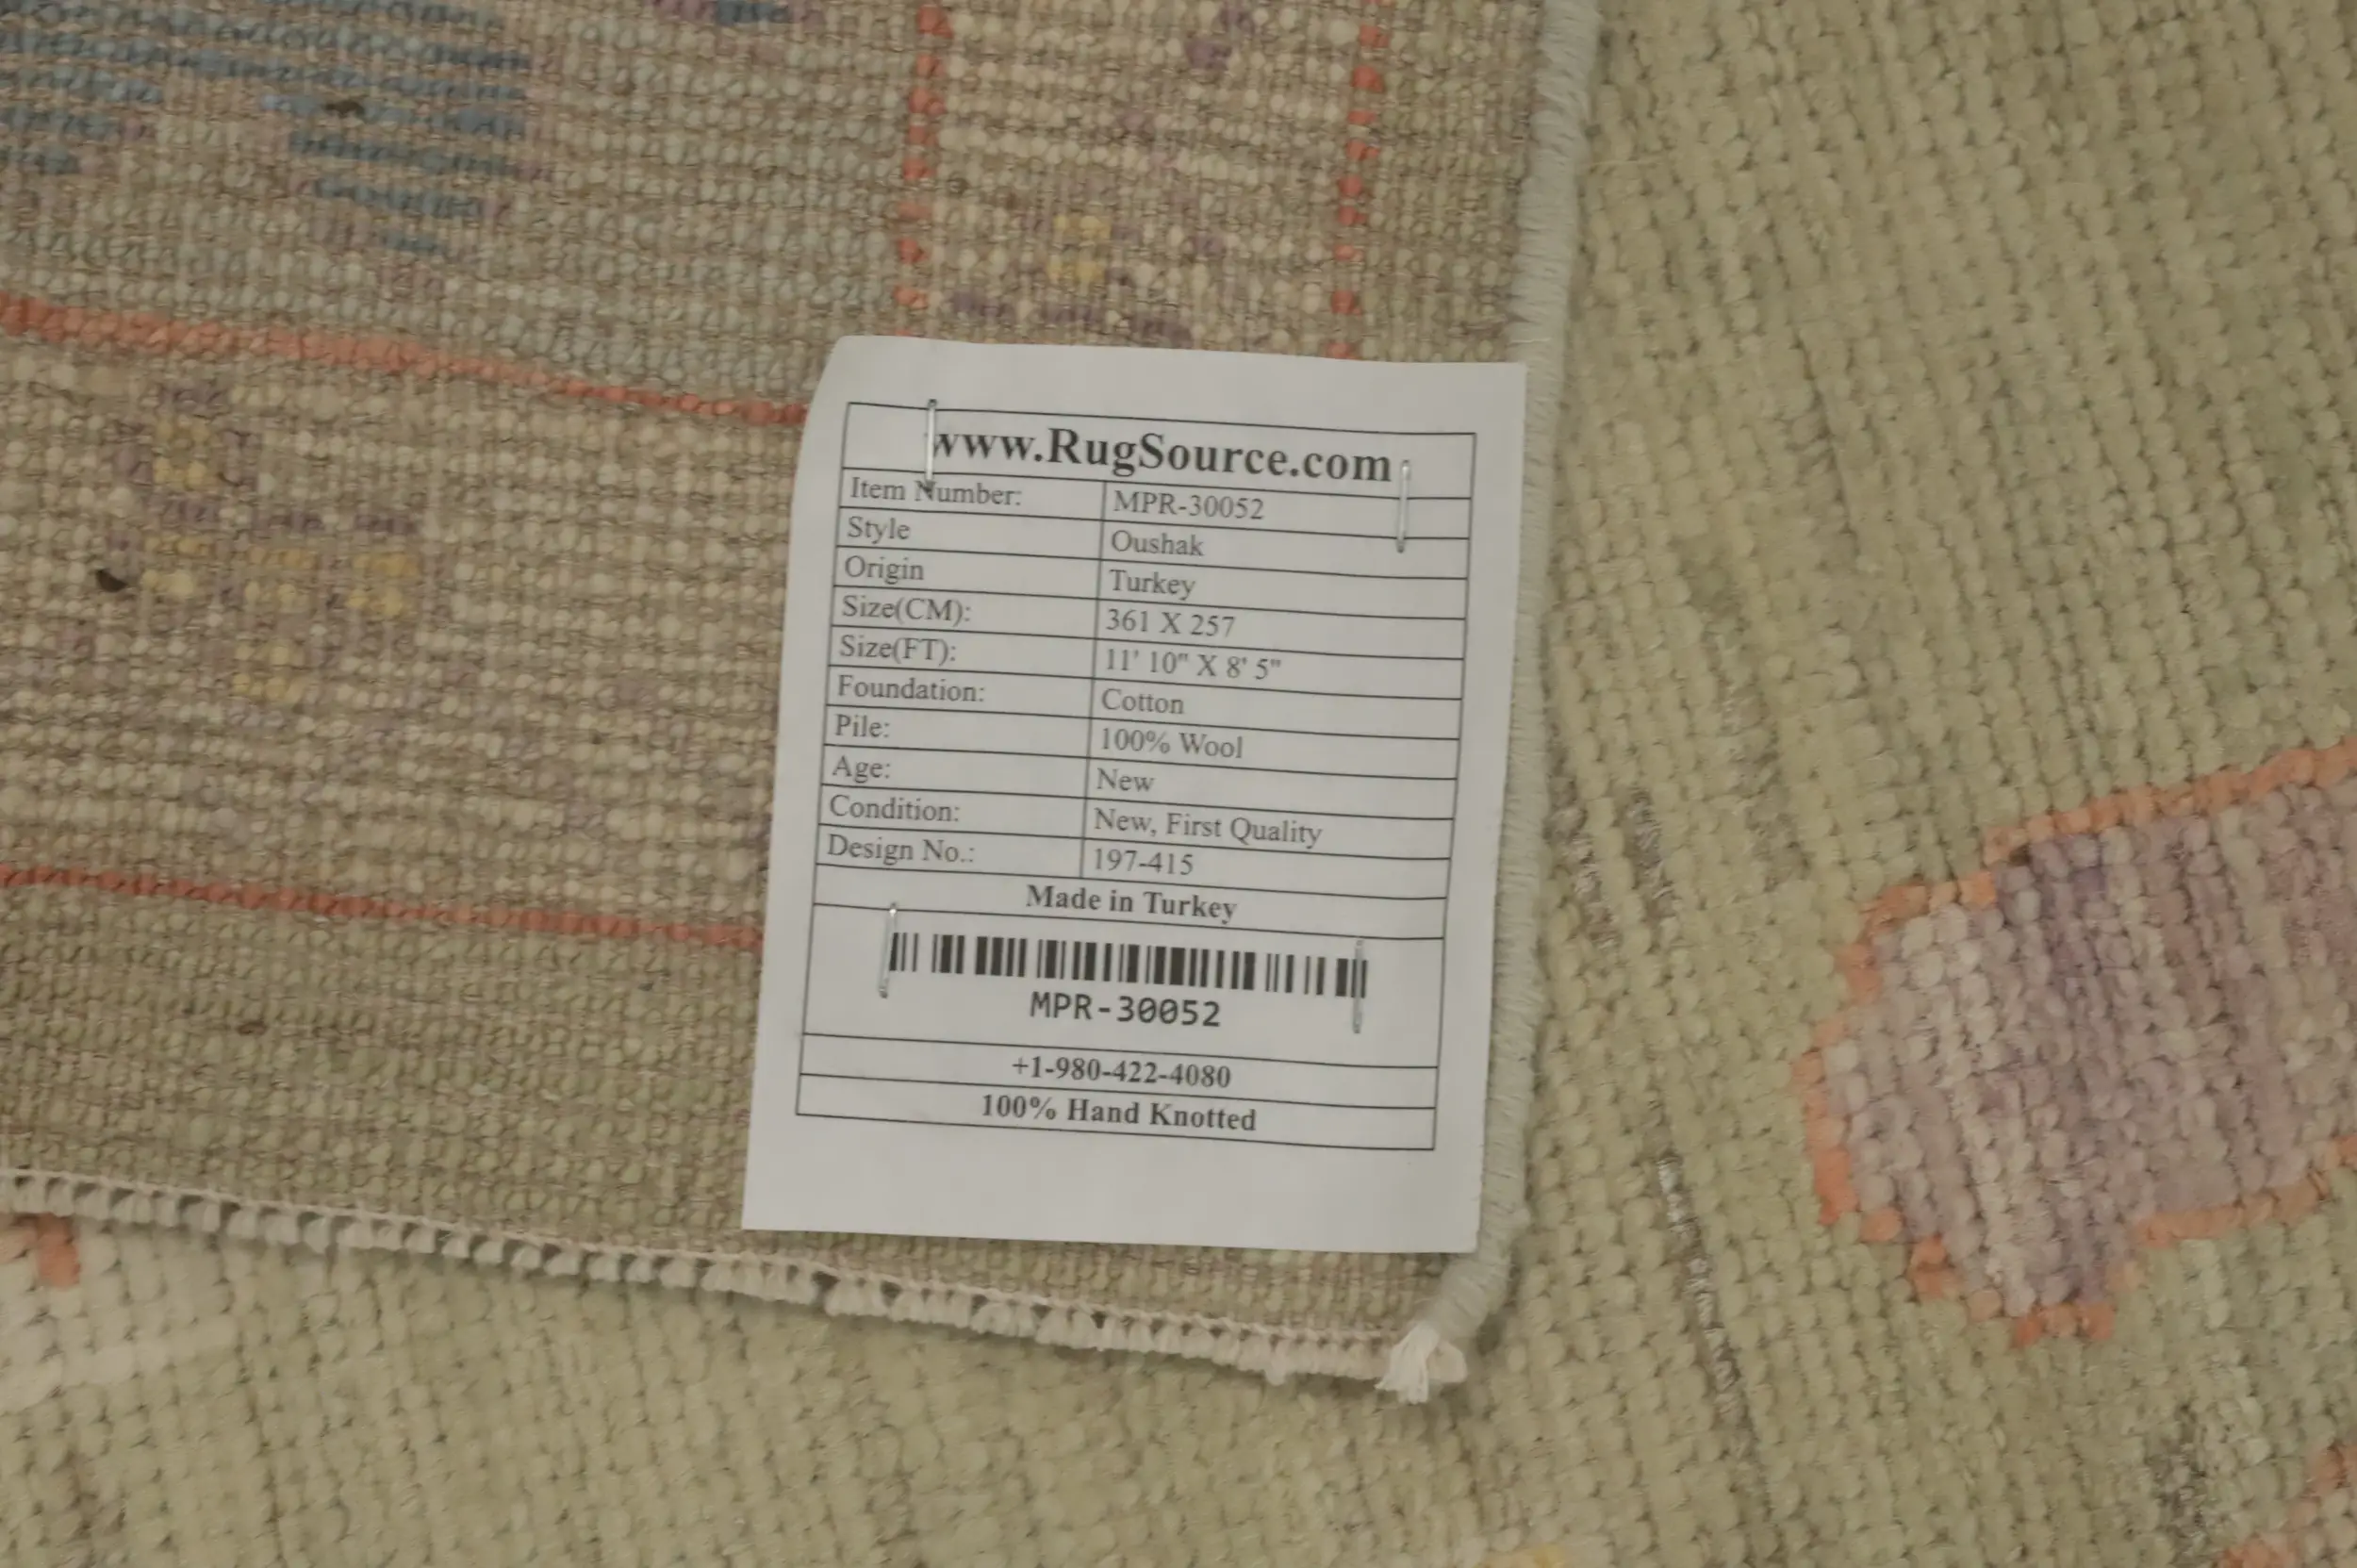 www.RugSource.com
Item Number: MPR-30052
Style Oushak
Origin Turkey
Size(CM): 361 X 257
Size(FT): 11' 10" X 8' 5"
Foundation: Cotton
Pile: 100% Wool
Age: New
Condition: New, First Quality
Design No.: 197-415
Made in Turkey
MPR-30052
+1-980-422-4080
100% Hand Knotted